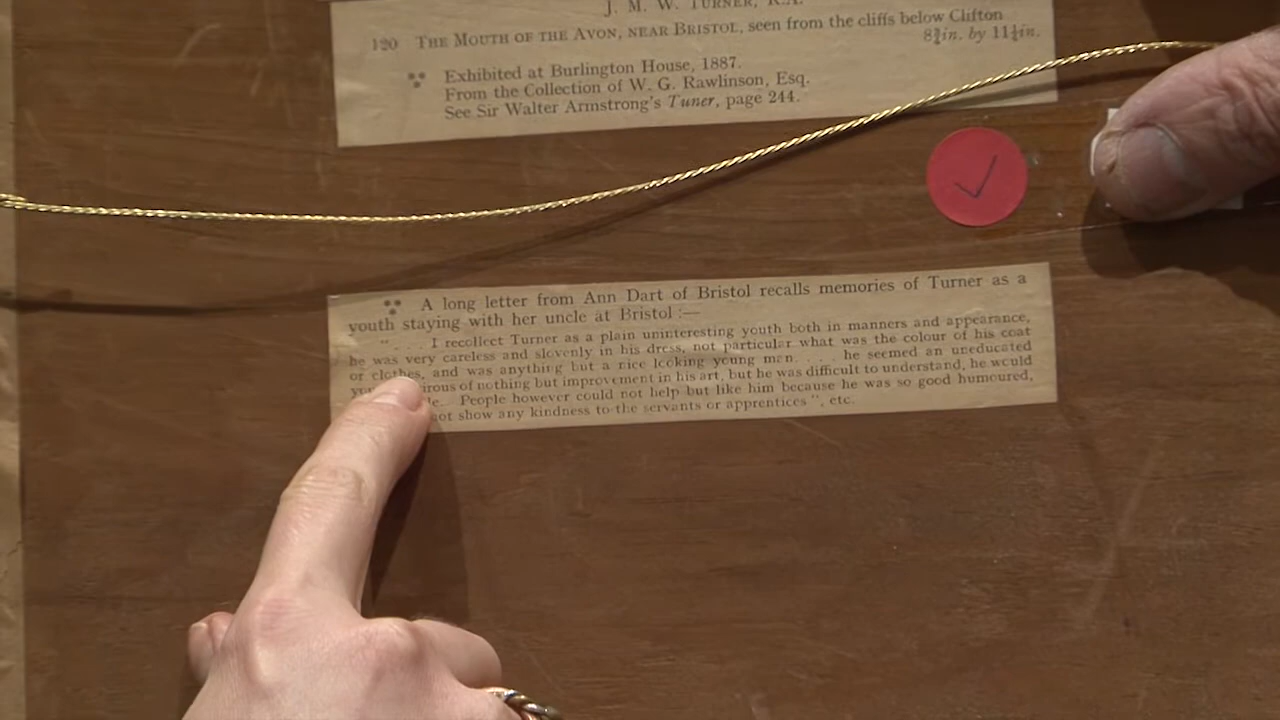 J. M. W. TURNER, R.A.
120 THE MOUTH OF THE AVON, NEAR BRISTOL, seen from the cliffs below Clifton
8¾in. by 11¼in.
Exhibited at Burlington House, 1887.
From the Collection of W. G. Rawlinson, Esq.
See Sir Walter Armstrong's Tuner, page 244.
A long letter from Ann Dart of Bristol recalls memories of Turner as a
youth staying with her uncle at Bristol :—
" . . . . I recollect Turner as a plain uninteresting youth both in manners and appearance,
he was very careless and slovenly in his dress, not particular what was the colour of his coat
or clothes, and was anything but a nice looking young man. . . . . he seemed an uneducated
of nothing but improvement in his art, but he was difficult to understand, he would
People however could not help but like him because he was so good humoured,
not show any kindness to the servants or apprentices ", etc.